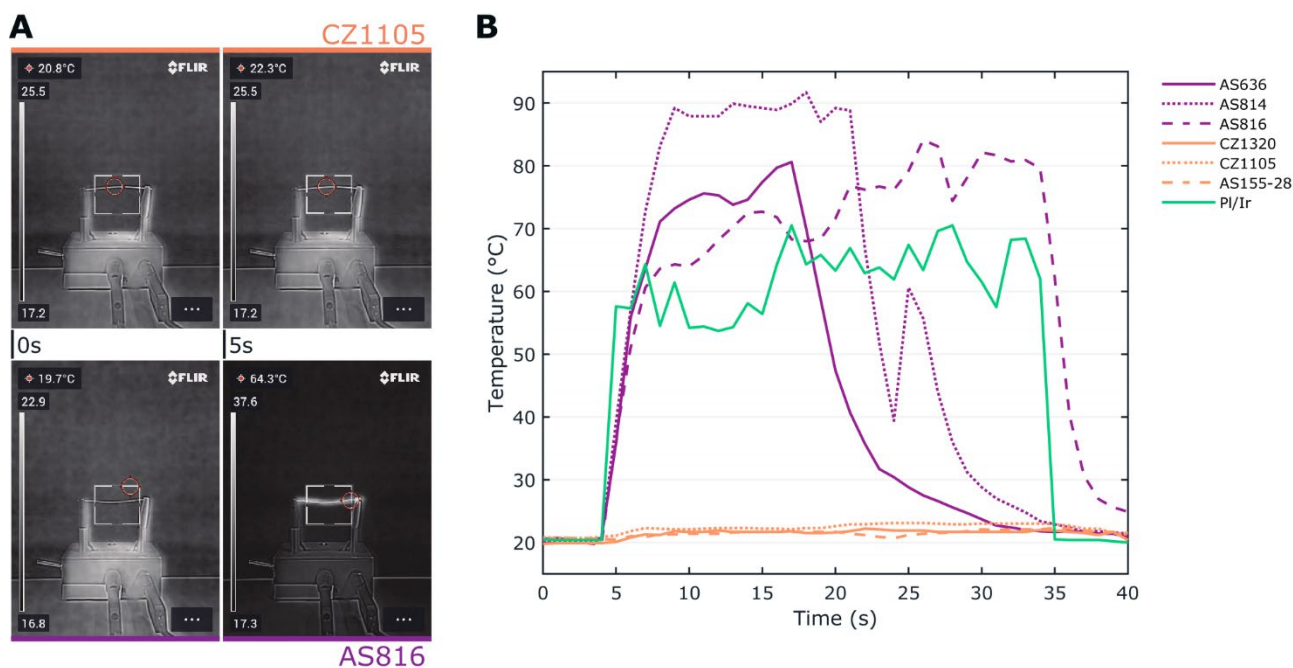 A
CZ1105
20.8°C
FLIR
25.5
17.2
...
22.3°C
FLIR
25.5
17.2
...
0s
5s
19.7°C
FLIR
22.9
16.8
...
64.3°C
FLIR
37.6
17.3
...
AS816
B
Temperature (°C)
90
80
70
60
50
40
30
20
0
5
10
15
20
25
30
35
40
Time (s)
AS636
AS814
AS816
CZ1320
CZ1105
AS155-28
Pl/Ir